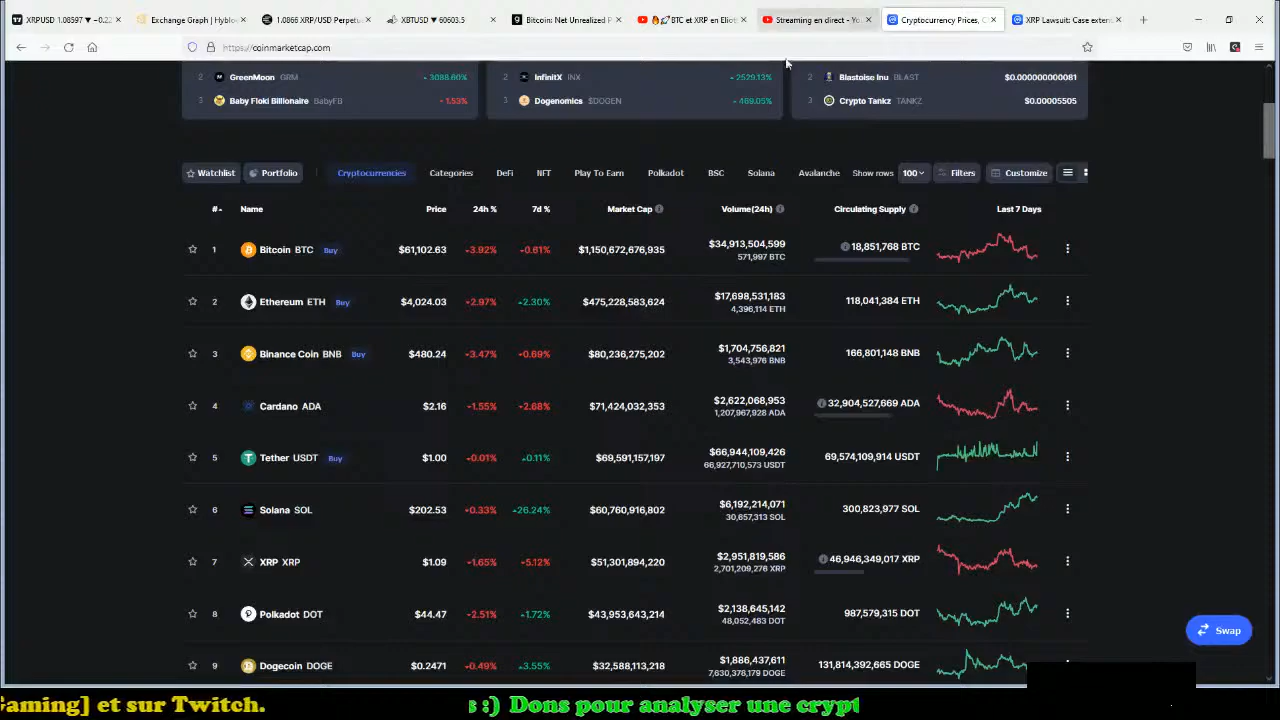 XRPUSD 1.08597 ▾ −0.2
Exchange Graph | Hyblo
1.0866 XRP/USD Perpetu
XBTUSD ▾ 60603.5
Bitcoin: Net Unrealized P
BTC et XRP en Eliot
Streaming en direct - Yo
Cryptocurrency Prices, C
XRP Lawsuit: Case exten
https://coinmarketcap.com
2 GreenMoon GRM 3088.60%
2 InfinitX INX 2529.13%
2 Blastoise Inu BLAST $0.000000000081
3 Baby Floki Billionaire BabyFB 1.53%
3 Dogenomics $DOGEN 469.05%
3 Crypto Tankz TANKZ $0.00005505
Watchlist Portfolio Cryptocurrencies Categories DeFi NFT Play To Earn Polkadot BSC Solana Avalanche Show rows 100 Filters Customize
# Name Price 24h % 7d % Market Cap Volume(24h) Circulating Supply Last 7 Days
1 Bitcoin BTC Buy $61,102.63 3.92% 0.61% $1,150,672,676,935 $34,913,504,599 18,851,768 BTC
571,997 BTC
2 Ethereum ETH Buy $4,024.03 2.97% 2.30% $475,228,583,624 $17,698,531,183 118,041,384 ETH
4,396,114 ETH
3 Binance Coin BNB Buy $480.24 3.47% 0.69% $80,236,275,202 $1,704,756,821 166,801,148 BNB
3,543,976 BNB
4 Cardano ADA $2.16 1.55% 2.68% $71,424,032,353 $2,622,068,953 32,904,527,669 ADA
1,207,967,928 ADA
5 Tether USDT Buy $1.00 0.01% 0.11% $69,591,157,197 $66,944,109,426 69,574,109,914 USDT
66,927,710,573 USDT
6 Solana SOL $202.53 0.33% 26.24% $60,760,916,802 $6,192,214,071 300,823,977 SOL
30,657,313 SOL
7 XRP XRP $1.09 1.65% 5.12% $51,301,894,220 $2,951,819,586 46,946,349,017 XRP
2,701,209,276 XRP
8 Polkadot DOT $44.47 2.51% 1.72% $43,953,643,214 $2,138,645,142 987,579,315 DOT
48,052,483 DOT
9 Dogecoin DOGE $0.2471 0.49% 3.55% $32,588,113,218 $1,886,437,611 131,814,392,665 DOGE
7,630,378,179 DOGE
Swap
Gaming] et sur Twitch. s :) Dons pour analyser une crypt